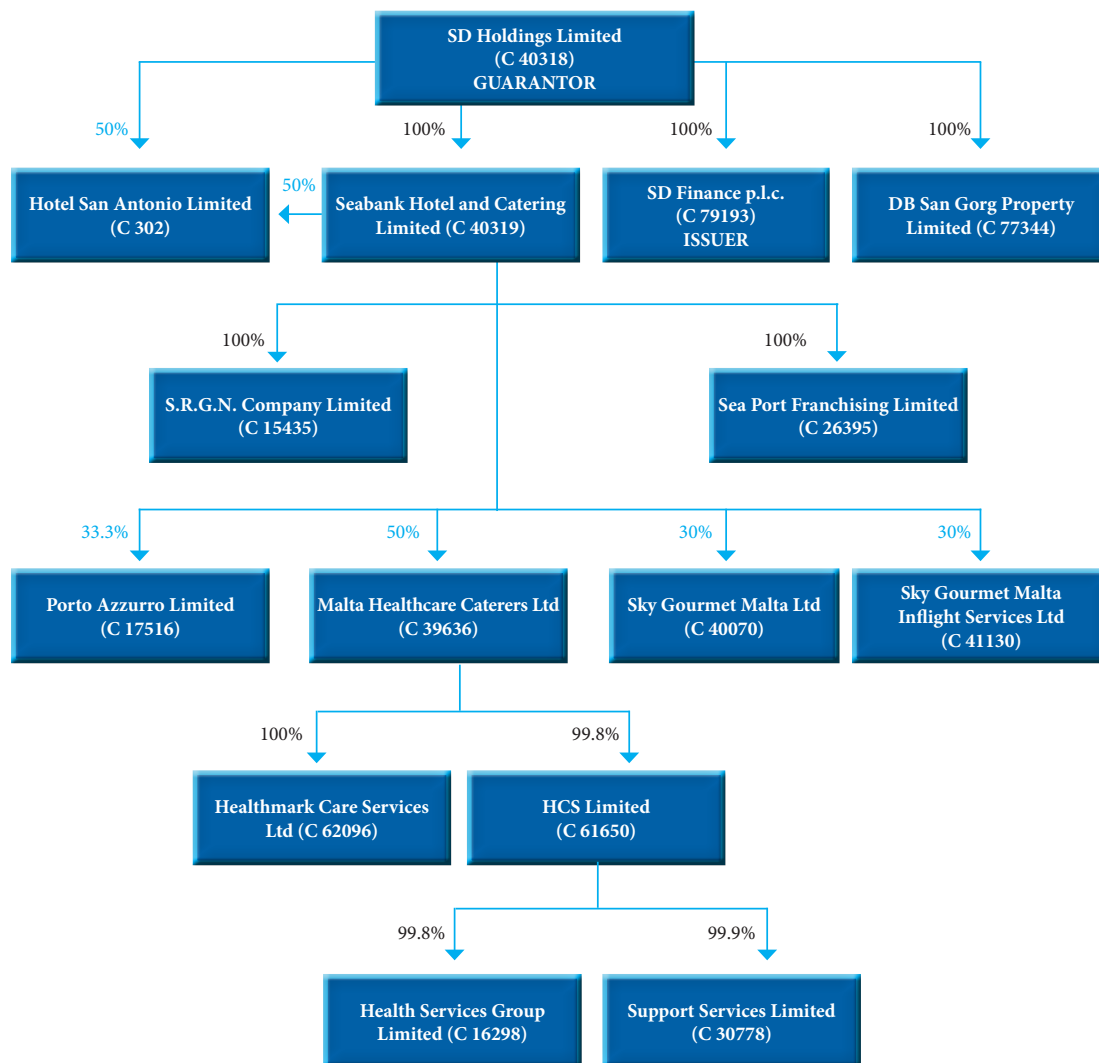 SD Holdings Limited
(C 40318)
GUARANTOR
50%
100%
100%
100%
Hotel San Antonio Limited
(C 302)
50%
Seabank Hotel and Catering
Limited (C 40319)
SD Finance p.l.c.
(C 79193)
ISSUER
DB San Gorg Property
Limited (C 77344)
100%
100%
S.R.G.N. Company Limited
(C 15435)
Sea Port Franchising Limited
(C 26395)
33.3%
50%
30%
30%
Porto Azzurro Limited
(C 17516)
Malta Healthcare Caterers Ltd
(C 39636)
Sky Gourmet Malta Ltd
(C 40070)
Sky Gourmet Malta
Inflight Services Ltd
(C 41130)
100%
99.8%
Healthmark Care Services
Ltd (C 62096)
HCS Limited
(C 61650)
99.8%
99.9%
Health Services Group
Limited (C 16298)
Support Services Limited
(C 30778)